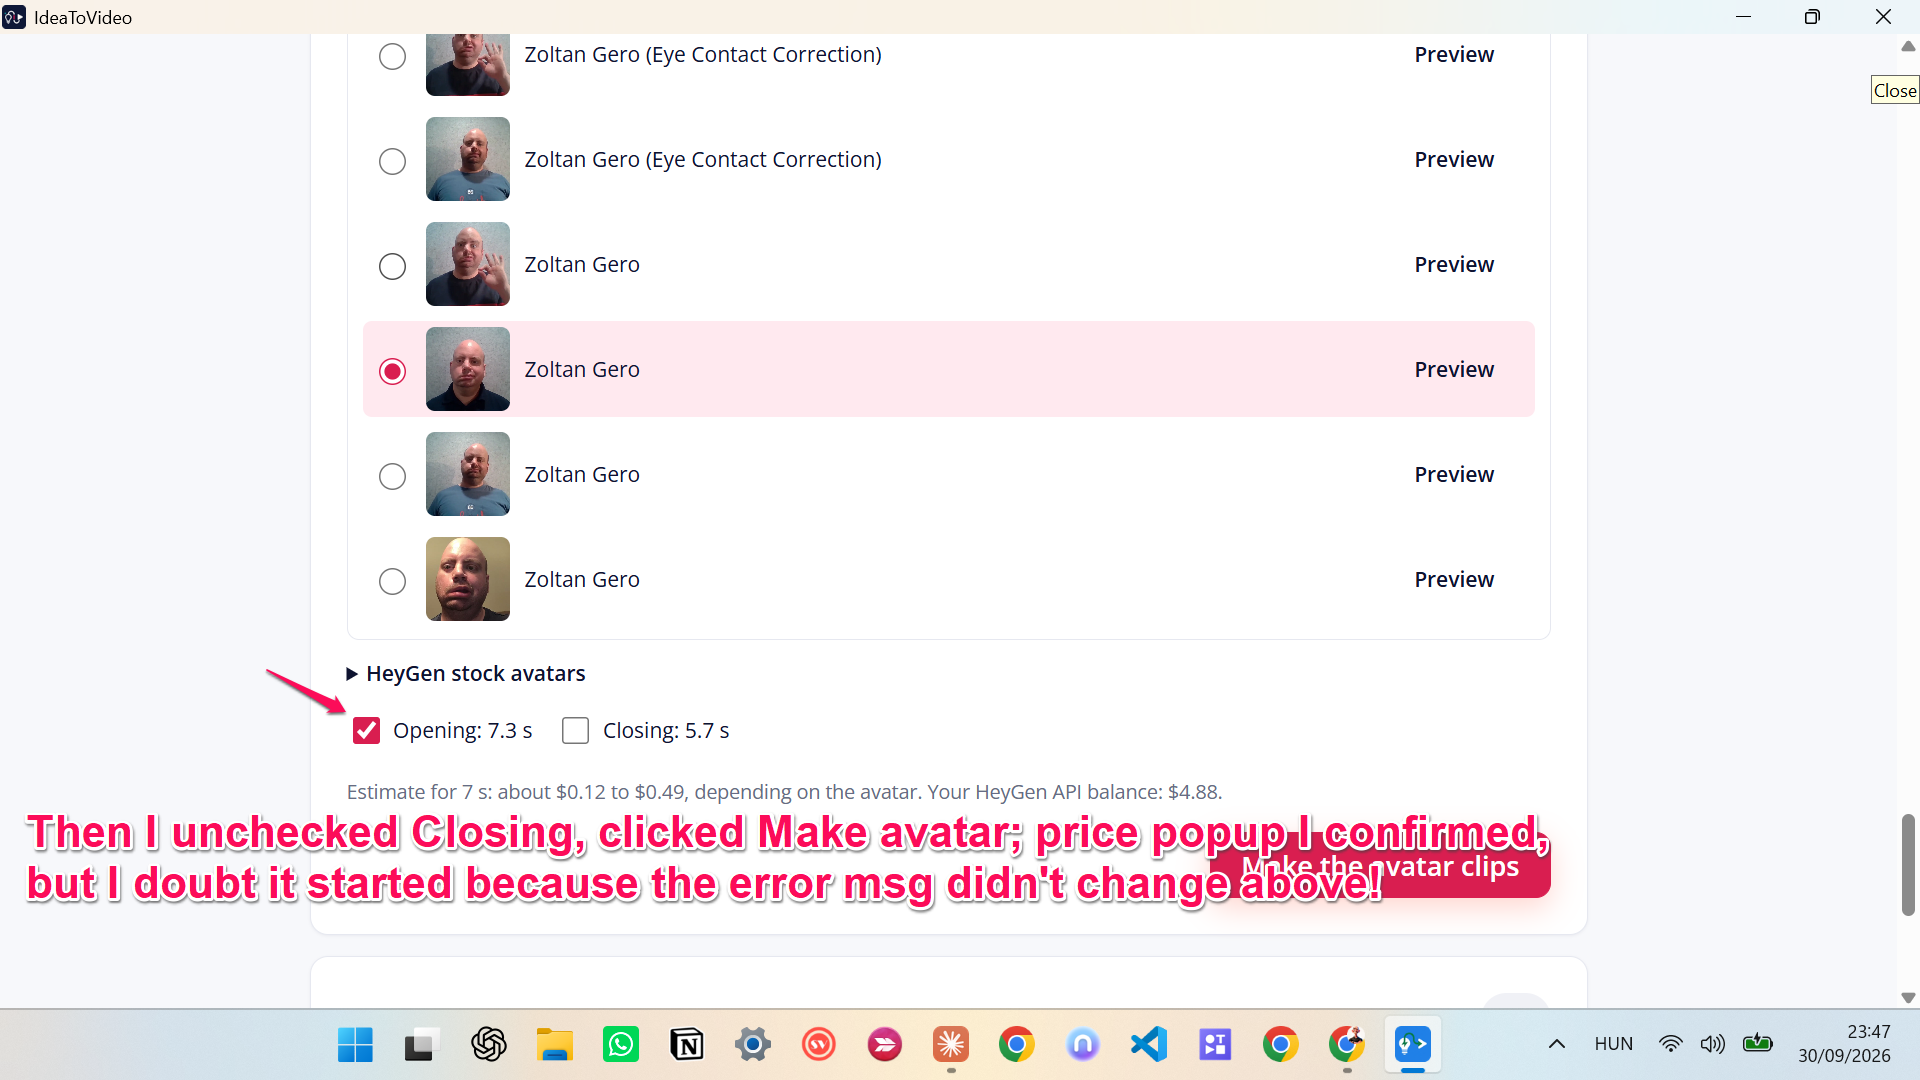 IdeaToVideo
Zoltan Gero (Eye Contact Correction) Preview
Close
Zoltan Gero (Eye Contact Correction) Preview
Zoltan Gero Preview
Zoltan Gero Preview
Zoltan Gero Preview
Zoltan Gero Preview
HeyGen stock avatars
Opening: 7.3 s Closing: 5.7 s
Estimate for 7 s: about $0.12 to $0.49, depending on the avatar. Your HeyGen API balance: $4.88.
Then I unchecked Closing, clicked Make avatar; price popup I confirmed,
but I doubt it started because the error msg didn't change above!
Make the avatar clips
HUN
23:47
30/09/2026